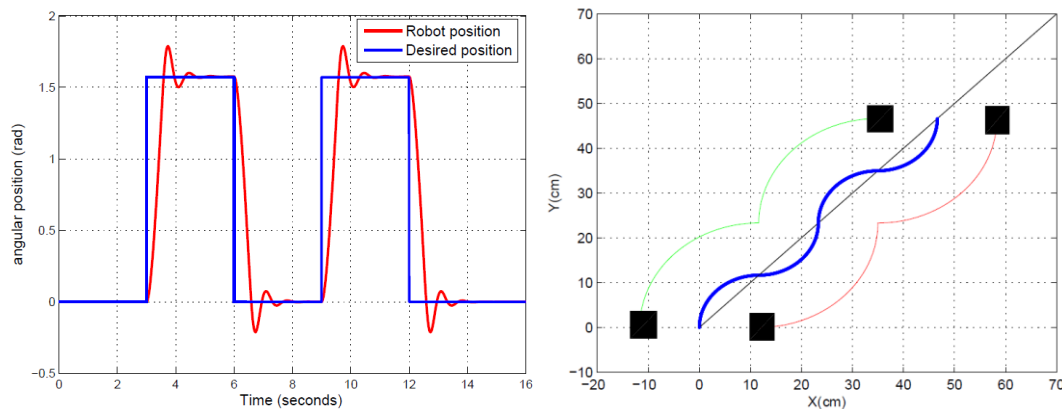 2
1.5
1
0.5
0
−0.5
angular position (rad)
0 2 4 6 8 10 12 14 16
Time (seconds)
Robot position
Desired position
70
60
50
40
30
20
10
0
−10
Y(cm)
−20 −10 0 10 20 30 40 50 60 70
X(cm)